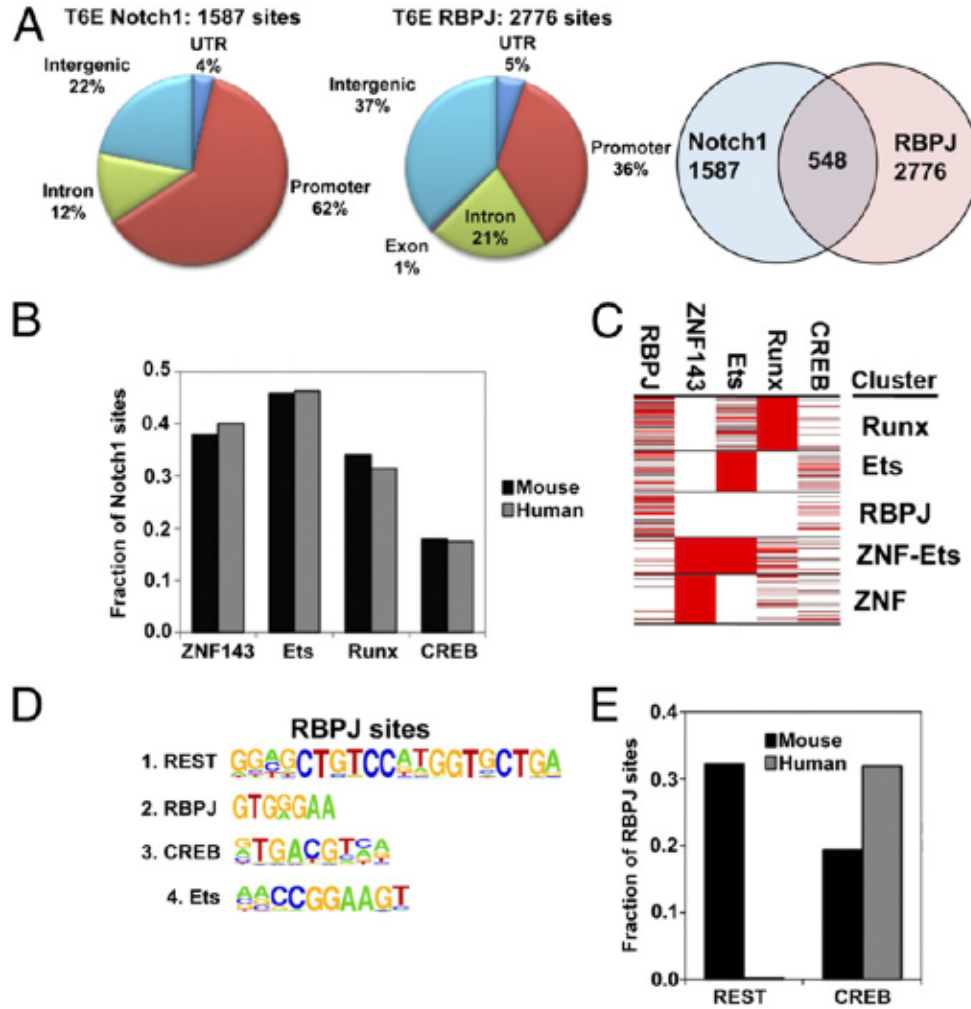 A
T6E Notch1: 1587 sites
UTR
4%
Intergenic
22%
Intron
12%
Promoter
62%
T6E RBPJ: 2776 sites
UTR
5%
Intergenic
37%
Promoter
36%
Intron
21%
Exon
1%
Notch1
1587
548
RBPJ
2776
B
Fraction of Notch1 sites
0.5
0.4
0.3
0.2
0.1
0.0
ZNF143 Ets Runx CREB
Mouse
Human
C
RBPJ
ZNF143
Ets
Runx
CREB
Cluster
Runx
Ets
RBPJ
ZNF-Ets
ZNF
D
RBPJ sites
1. REST GGAGCTGTCCATGGTGCTGA
2. RBPJ GTGGGAA
3. CREB TGACGTCA
4. Ets AACCGGAAGT
E
Fraction of RBPJ sites
0.4
0.3
0.2
0.1
0.0
Mouse
Human
REST CREB